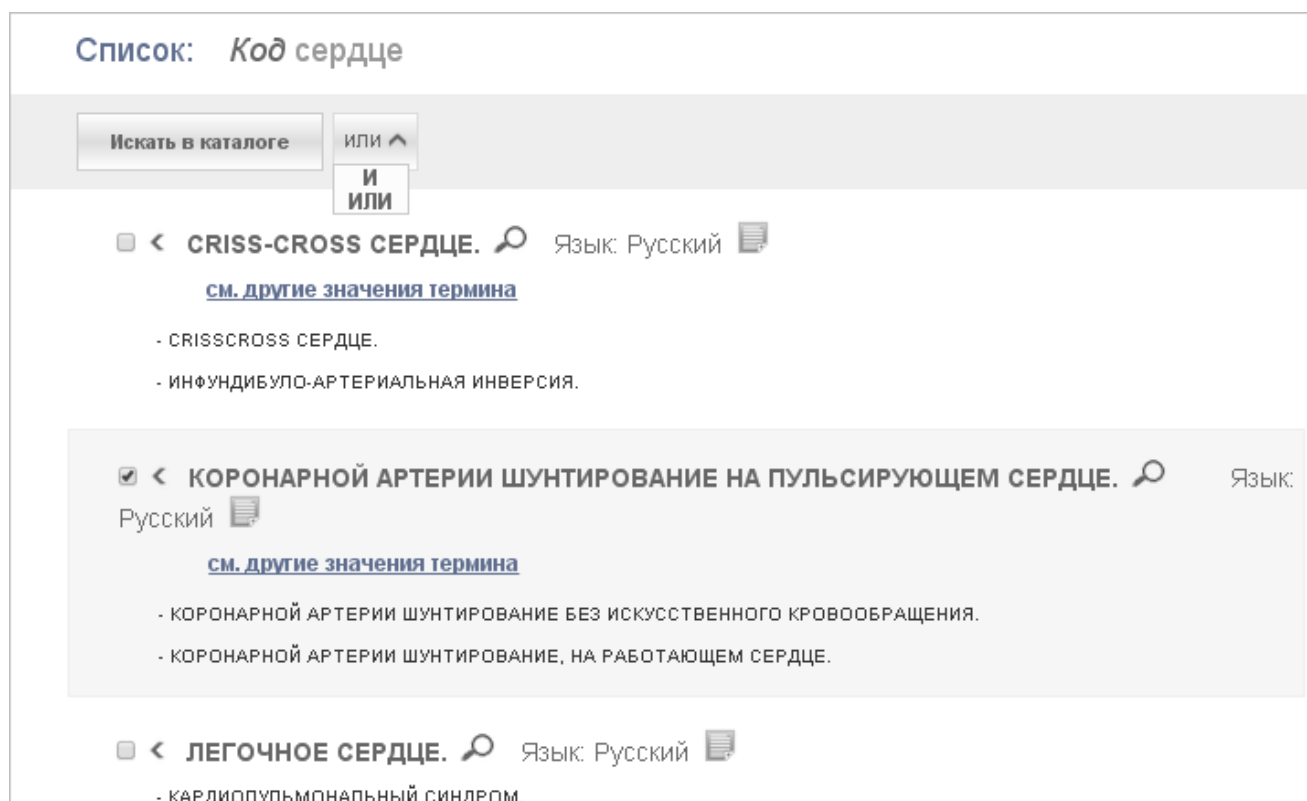 Список: Код сердце
Искать в каталоге или
И
ИЛИ
CRISS-CROSS СЕРДЦЕ. Язык: Русский
см. другие значения термина
- CRISSCROSS СЕРДЦЕ.
- ИНФУНДИБУЛО-АРТЕРИАЛЬНАЯ ИНВЕРСИЯ.
КОРОНАРНОЙ АРТЕРИИ ШУНТИРОВАНИЕ НА ПУЛЬСИРУЮЩЕМ СЕРДЦЕ. Язык:
Русский
см. другие значения термина
- КОРОНАРНОЙ АРТЕРИИ ШУНТИРОВАНИЕ БЕЗ ИСКУССТВЕННОГО КРОВООБРАЩЕНИЯ.
- КОРОНАРНОЙ АРТЕРИИ ШУНТИРОВАНИЕ, НА РАБОТАЮЩЕМ СЕРДЦЕ.
ЛЕГОЧНОЕ СЕРДЦЕ. Язык: Русский
- КАРДИОПУЛЬМОНАЛЬНЫЙ СИНДРОМ